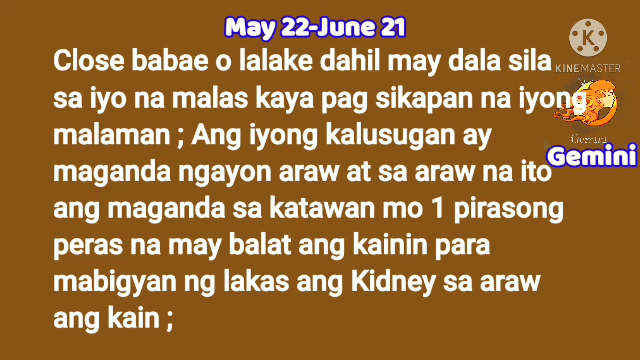 May 22-June 21
Close babae o lalake dahil may dala sila
sa iyo na malas kaya pag sikapan na iyong
malaman ; Ang iyong kalusugan ay
maganda ngayon araw at sa araw na ito
ang maganda sa katawan mo 1 pirasong
peras na may balat ang kainin para
mabigyan ng lakas ang Kidney sa araw
ang kain ;
K
KINEMASTER
Gemini
Gemini